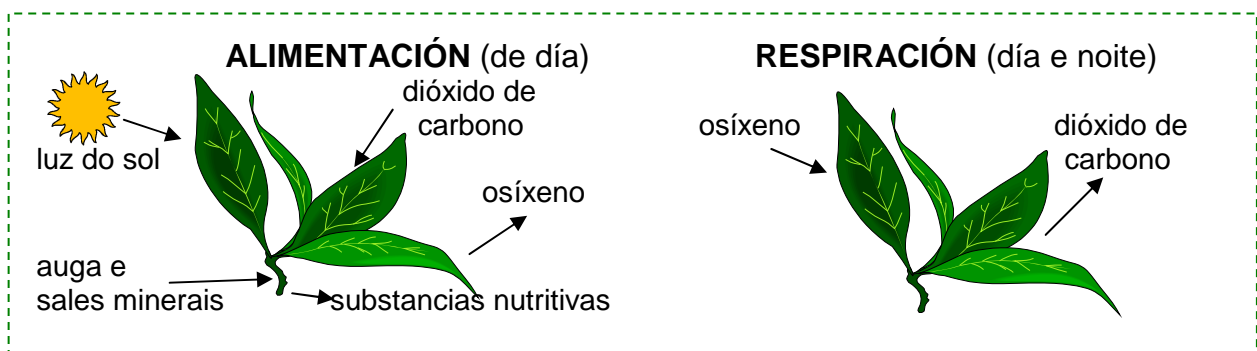 ALIMENTACIÓN (de día)
luz do sol
dióxido de
carbono
osíxeno
auga e
sales minerais
substancias nutritivas
RESPIRACIÓN (día e noite)
osíxeno
dióxido de
carbono